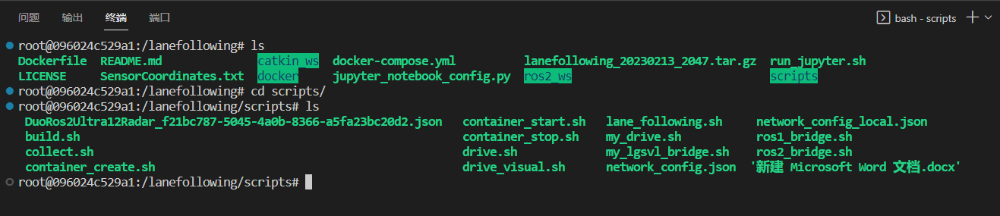 问题 输出 终端 端口 bash - scripts
root@096024c529a1:/lanefollowing# ls
Dockerfile README.md catkin_ws docker-compose.yml lanefollowing_20230213_2047.tar.gz run_jupyter.sh
LICENSE SensorCoordinates.txt docker jupyter_notebook_config.py ros2_ws scripts
root@096024c529a1:/lanefollowing# cd scripts/
root@096024c529a1:/lanefollowing/scripts# ls
DuoRos2Ultra12Radar_f21bc787-5045-4a0b-8366-a5fa23bc20d2.json container_start.sh lane_following.sh network_config_local.json
build.sh container_stop.sh my_drive.sh ros1_bridge.sh
collect.sh drive.sh my_lgsvl_bridge.sh ros2_bridge.sh
container_create.sh drive_visual.sh network_config.json '新建 Microsoft Word 文档.docx'
root@096024c529a1:/lanefollowing/scripts#